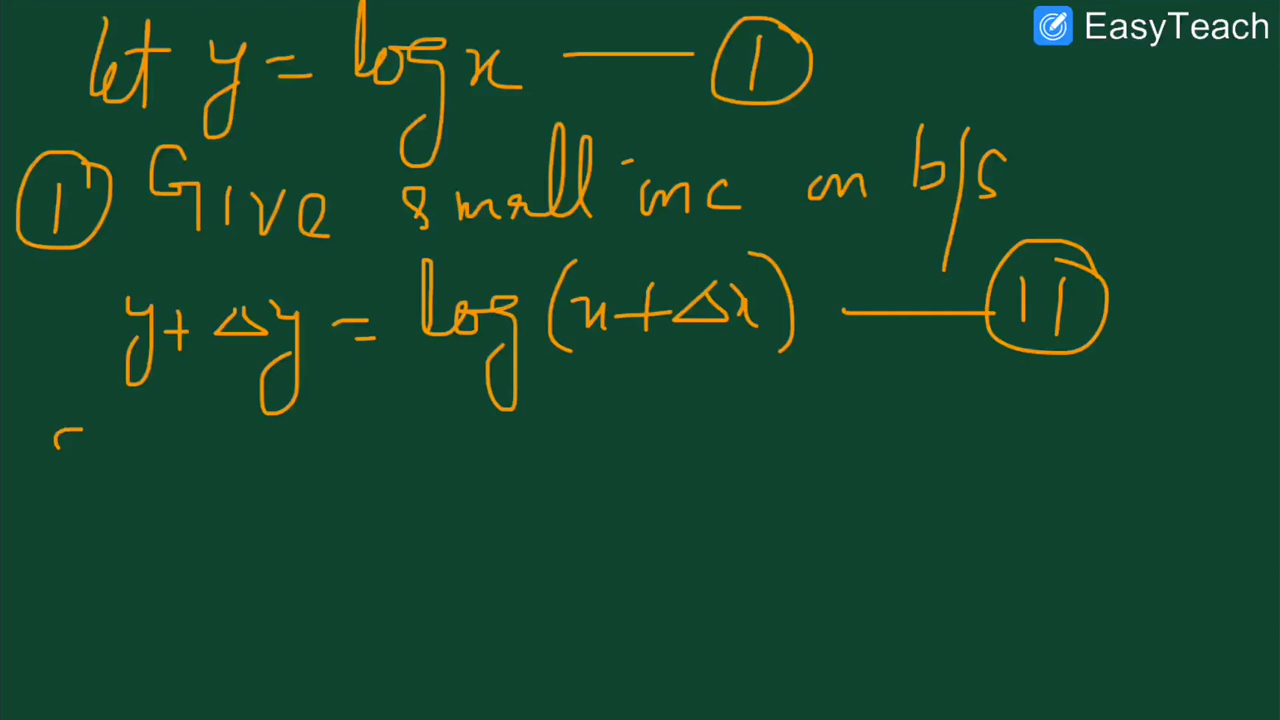 EasyTeach
let y = log x — (1)
(1) Give small inc on b/s
y + Δy = log (x + Δx) — (11)